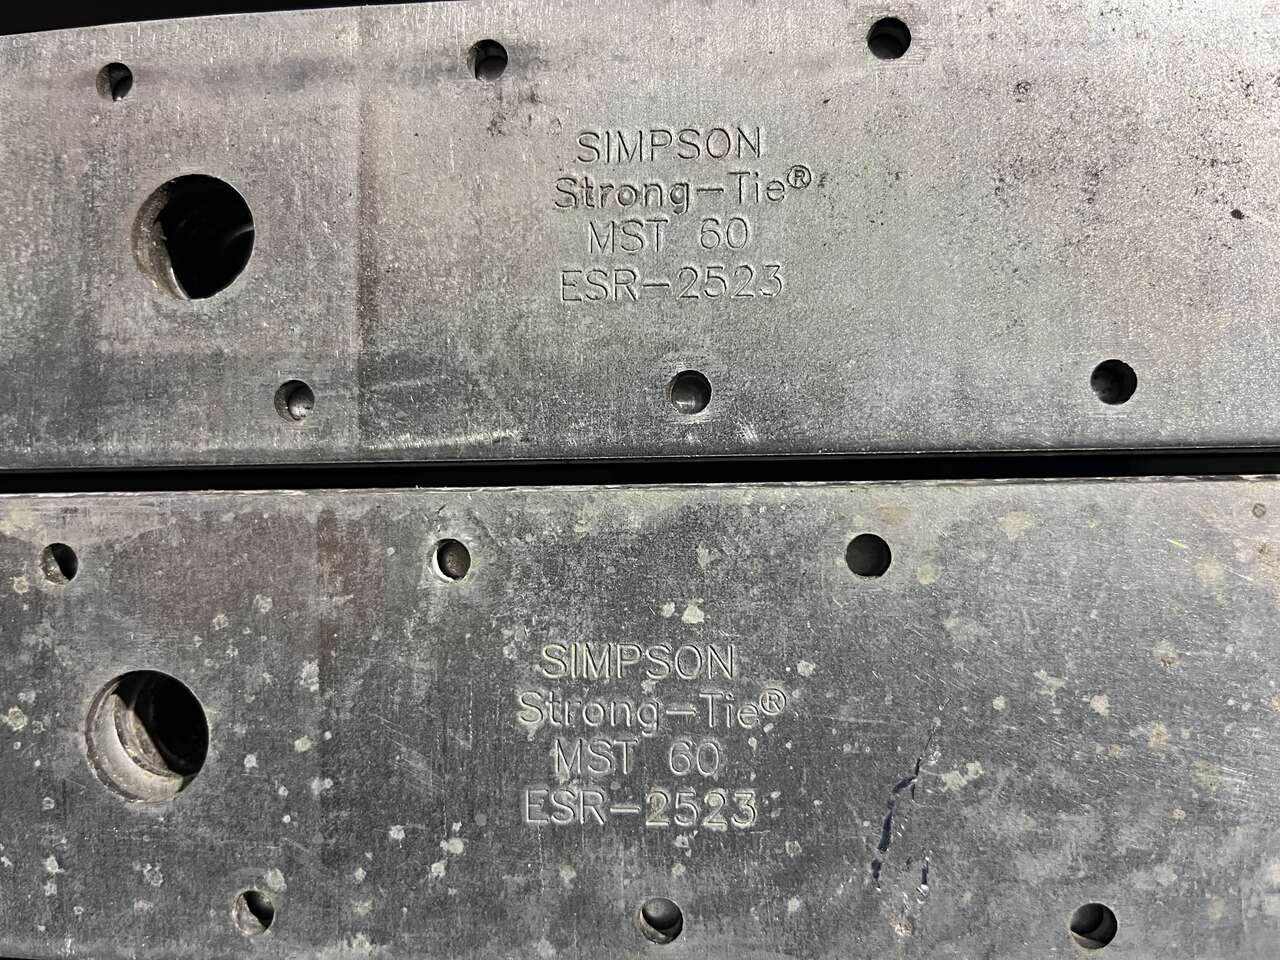 SIMPSON
Strong-Tie®
MST 60
ESR-2523
SIMPSON
Strong-Tie®
MST 60
ESR-2523